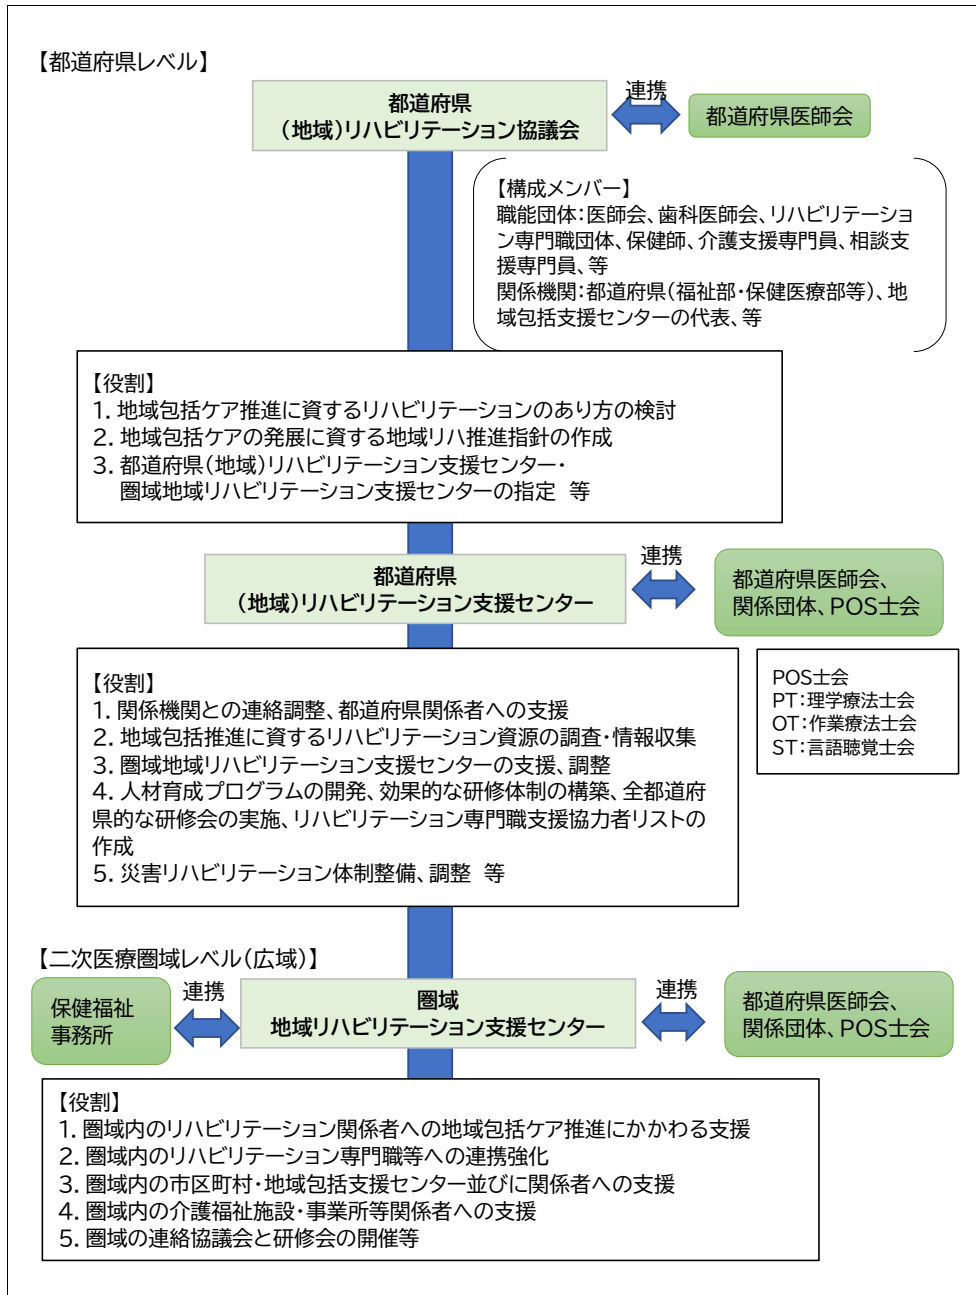 【都道府県レベル】
都道府県
（地域）リハビリテーション協議会
連携
都道府県医師会
【構成メンバー】
職能団体：医師会、歯科医師会、リハビリテーショ
ン専門職団体、保健師、介護支援専門員、相談支
援専門員、等
関係機関：都道府県（福祉部・保健医療部等）、地
域包括支援センターの代表、等
【役割】
1. 地域包括ケア推進に資するリハビリテーションのあり方の検討
2. 地域包括ケアの発展に資する地域リハ推進指針の作成
3. 都道府県（地域）リハビリテーション支援センター・
圏域地域リハビリテーション支援センターの指定　等
都道府県
（地域）リハビリテーション支援センター
連携
都道府県医師会、
関係団体、POS士会
【役割】
1. 関係機関との連絡調整、都道府県関係者への支援
2. 地域包括推進に資するリハビリテーション資源の調査・情報収集
3. 圏域地域リハビリテーション支援センターの支援、調整
4. 人材育成プログラムの開発、効果的な研修体制の構築、全都道府
県的な研修会の実施、リハビリテーション専門職支援協力者リストの
作成
5. 災害リハビリテーション体制整備、調整　等
POS士会
PT：理学療法士会
OT：作業療法士会
ST：言語聴覚士会
【二次医療圏域レベル（広域）】
保健福祉
事務所
連携
圏域
地域リハビリテーション支援センター
連携
都道府県医師会、
関係団体、POS士会
【役割】
1. 圏域内のリハビリテーション関係者への地域包括ケア推進にかかわる支援
2. 圏域内のリハビリテーション専門職等への連携強化
3. 圏域内の市区町村・地域包括支援センター並びに関係者への支援
4. 圏域内の介護福祉施設・事業所等関係者への支援
5. 圏域の連絡協議会と研修会の開催等